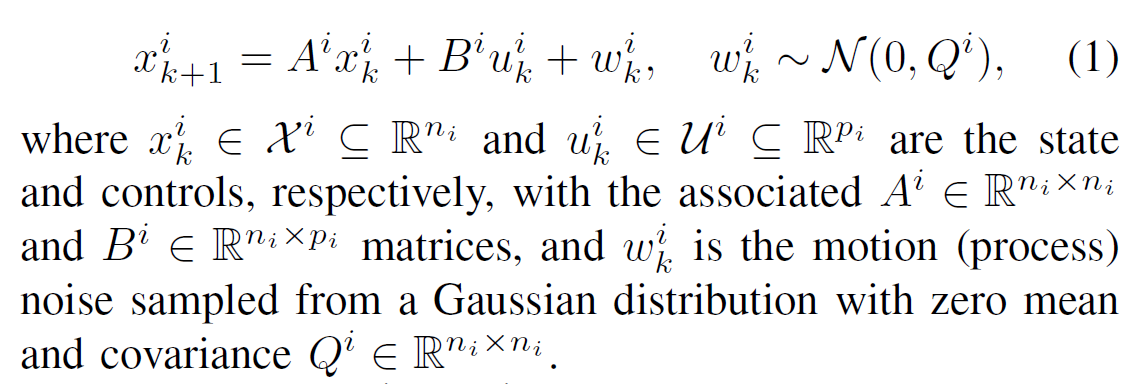 $x_{k+1}^i = A^i x_k^i + B^i u_k^i + w_k^i, \quad w_k^i \sim \mathcal{N}(0, Q^i), \quad (1)$
where $x_k^i \in \mathcal{X}^i \subseteq \mathbb{R}^{n_i}$ and $u_k^i \in \mathcal{U}^i \subseteq \mathbb{R}^{p_i}$ are the state
and controls, respectively, with the associated $A^i \in \mathbb{R}^{n_i \times n_i}$
and $B^i \in \mathbb{R}^{n_i \times p_i}$ matrices, and $w_k^i$ is the motion (process)
noise sampled from a Gaussian distribution with zero mean
and covariance $Q^i \in \mathbb{R}^{n_i \times n_i}$.